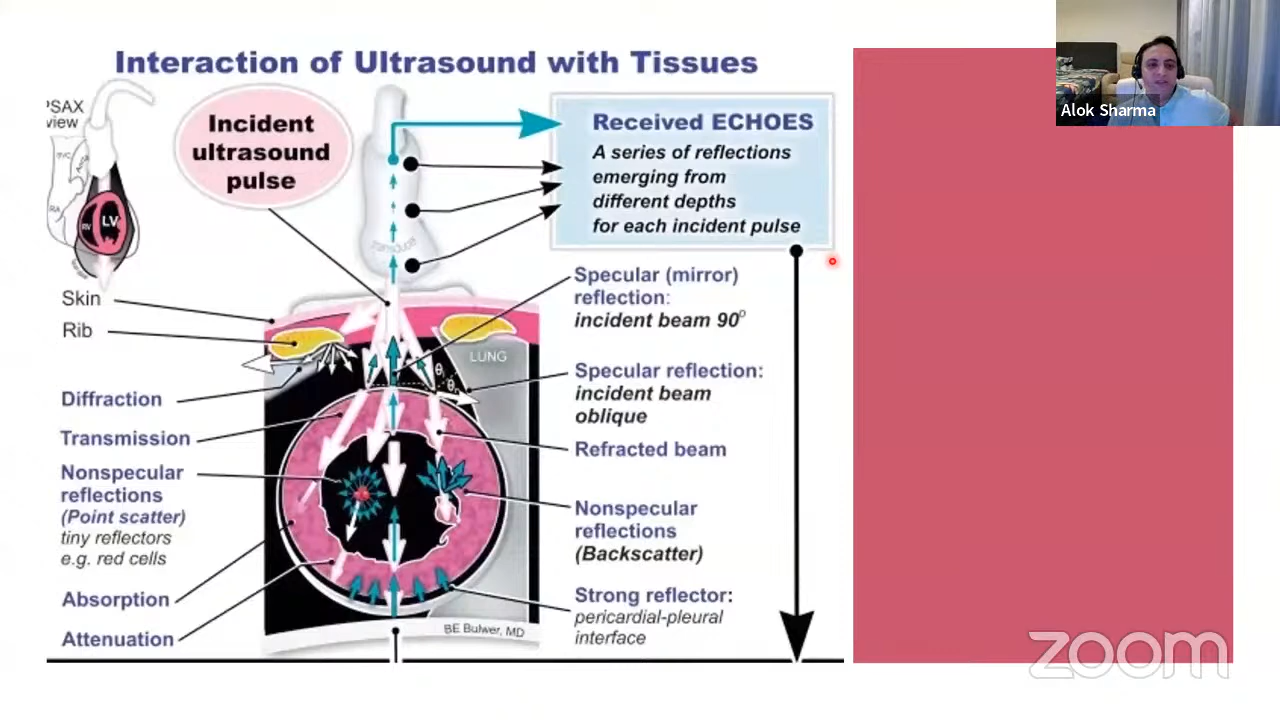 Interaction of Ultrasound with Tissues
PSAX
view
LV
RV
RA
Incident
ultrasound
pulse
Received ECHOES
A series of reflections
emerging from
different depths
for each incident pulse
Skin
Rib
Diffraction
Transmission
Nonspecular
reflections
(Point scatter)
tiny reflectors
e.g. red cells
Absorption
Attenuation
LUNG
θi
Specular (mirror)
reflection:
incident beam 90°
Specular reflection:
incident beam
oblique
Refracted beam
Nonspecular
reflections
(Backscatter)
Strong reflector:
pericardial-pleural
interface
BE Bulwer, MD
Alok Sharma
zoom